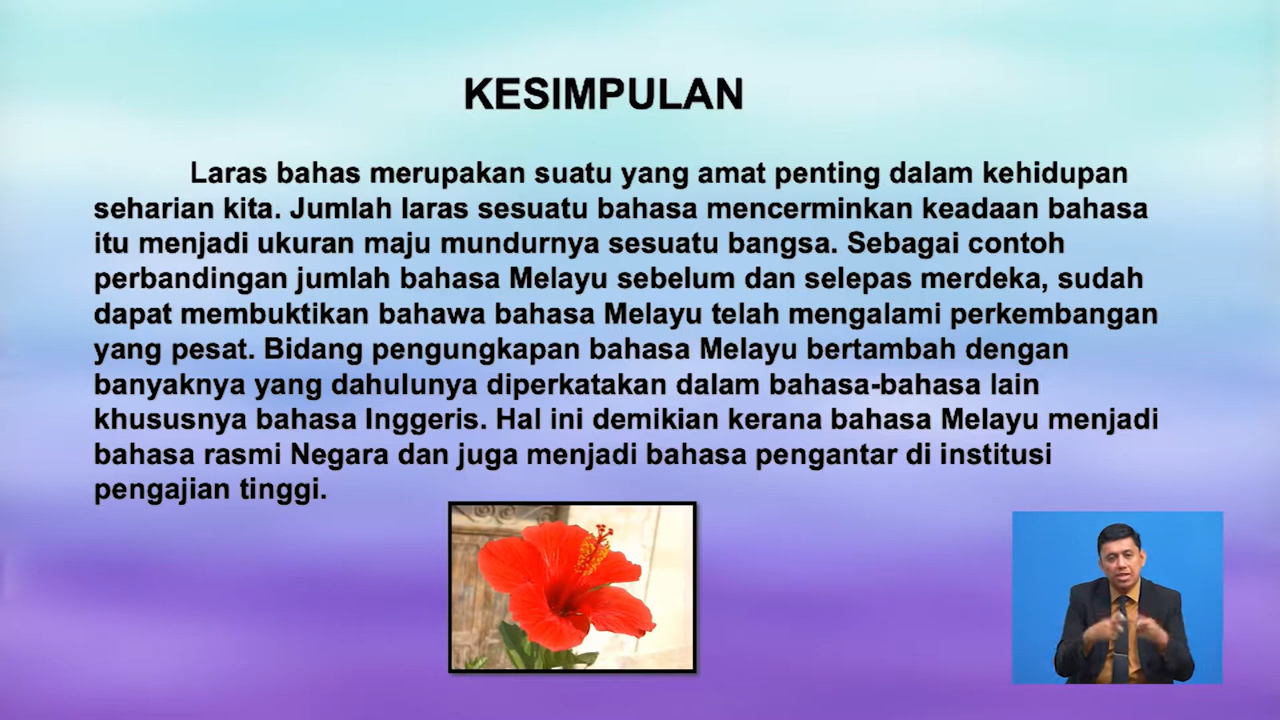 KESIMPULAN
Laras bahas merupakan suatu yang amat penting dalam kehidupan
seharian kita. Jumlah laras sesuatu bahasa mencerminkan keadaan bahasa
itu menjadi ukuran maju mundurnya sesuatu bangsa. Sebagai contoh
perbandingan jumlah bahasa Melayu sebelum dan selepas merdeka, sudah
dapat membuktikan bahawa bahasa Melayu telah mengalami perkembangan
yang pesat. Bidang pengungkapan bahasa Melayu bertambah dengan
banyaknya yang dahulunya diperkatakan dalam bahasa-bahasa lain
khususnya bahasa Inggeris. Hal ini demikian kerana bahasa Melayu menjadi
bahasa rasmi Negara dan juga menjadi bahasa pengantar di institusi
pengajian tinggi.